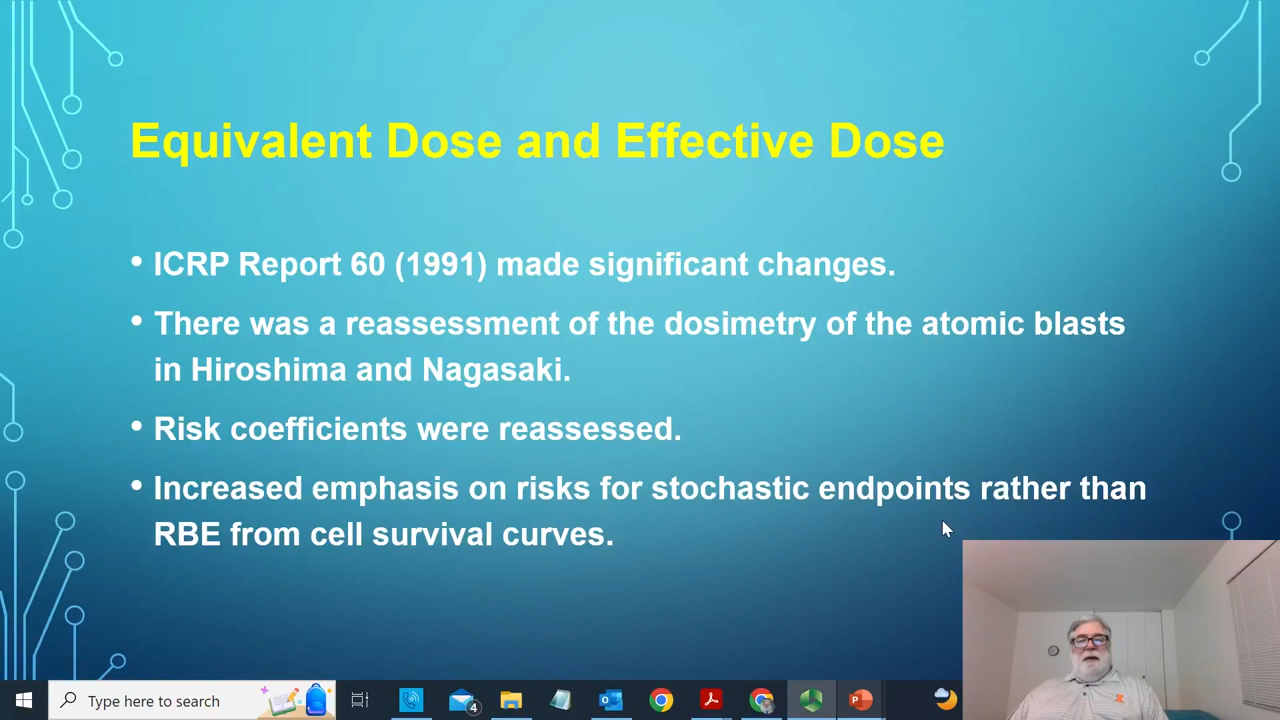 Equivalent Dose and Effective Dose
• ICRP Report 60 (1991) made significant changes.
• There was a reassessment of the dosimetry of the atomic blasts
in Hiroshima and Nagasaki.
• Risk coefficients were reassessed.
• Increased emphasis on risks for stochastic endpoints rather than
RBE from cell survival curves.
Type here to search
4